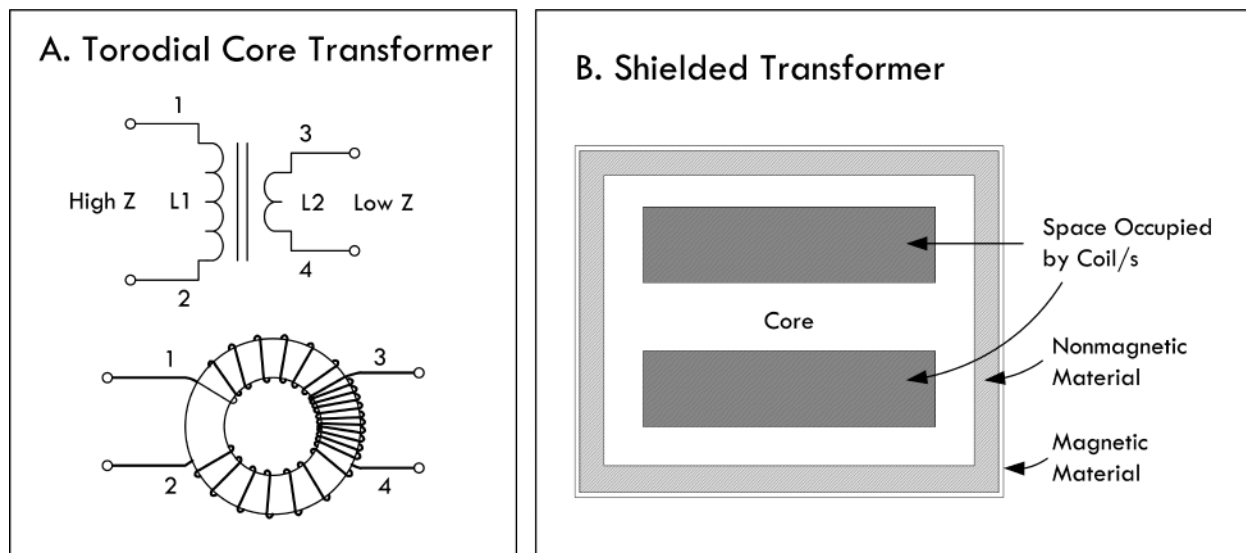 A. Torodial Core Transformer
1
3
High Z
L1
L2
Low Z
4
2
1
3
2
4
B. Shielded Transformer
Space Occupied
by Coil/s
Core
Nonmagnetic
Material
Magnetic
Material